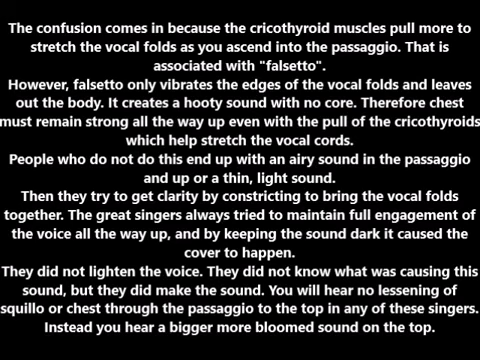 The confusion comes in because the cricothyroid muscles pull more to
stretch the vocal folds as you ascend into the passaggio. That is
associated with "falsetto".
However, falsetto only vibrates the edges of the vocal folds and leaves
out the body. It creates a hooty sound with no core. Therefore chest
must remain strong all the way up even with the pull of the cricothyroids
which help stretch the vocal cords.
People who do not do this end up with an airy sound in the passaggio
and up or a thin, light sound.
Then they try to get clarity by constricting to bring the vocal folds
together. The great singers always tried to maintain full engagement of
the voice all the way up, and by keeping the sound dark it caused the
cover to happen.
They did not lighten the voice. They did not know what was causing this
sound, but they did make the sound. You will hear no lessening of
squillo or chest through the passaggio to the top in any of these singers.
Instead you hear a bigger more bloomed sound on the top.